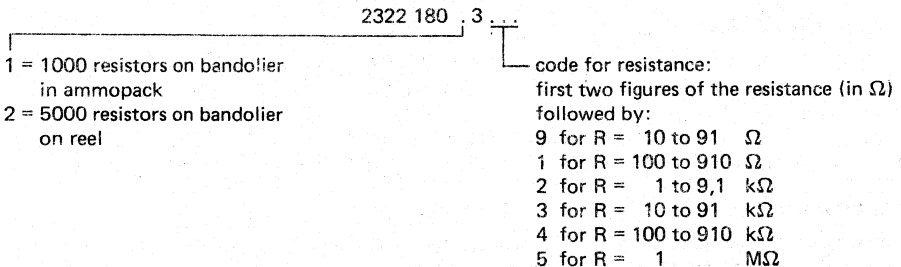 2322 180 .3 ...
1 = 1000 resistors on bandolier
in ammopack
2 = 5000 resistors on bandolier
on reel
code for resistance:
first two figures of the resistance (in Ω)
followed by:
9 for R = 10 to 91 Ω
1 for R = 100 to 910 Ω
2 for R = 1 to 9,1 kΩ
3 for R = 10 to 91 kΩ
4 for R = 100 to 910 kΩ
5 for R = 1 MΩ